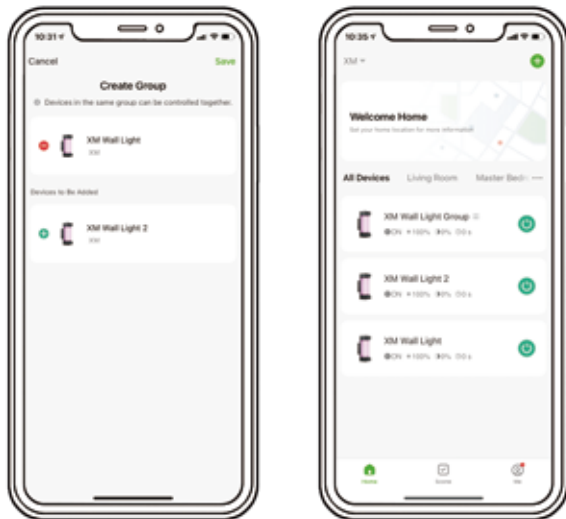 10:31
Cancel
Save
Create Group
Devices in the same group can be controlled together.
XM Wall Light
XM
Devices to Be Added
XM Wall Light 2
XM
10:35
XM
Welcome Home
Set your home location for more information
All Devices Living Room Master Bedr
XM Wall Light Group
ON 100% 0% 0 s
XM Wall Light 2
ON 100% 0% 0 s
XM Wall Light
ON 100% 0% 0 s
Home Scene Me